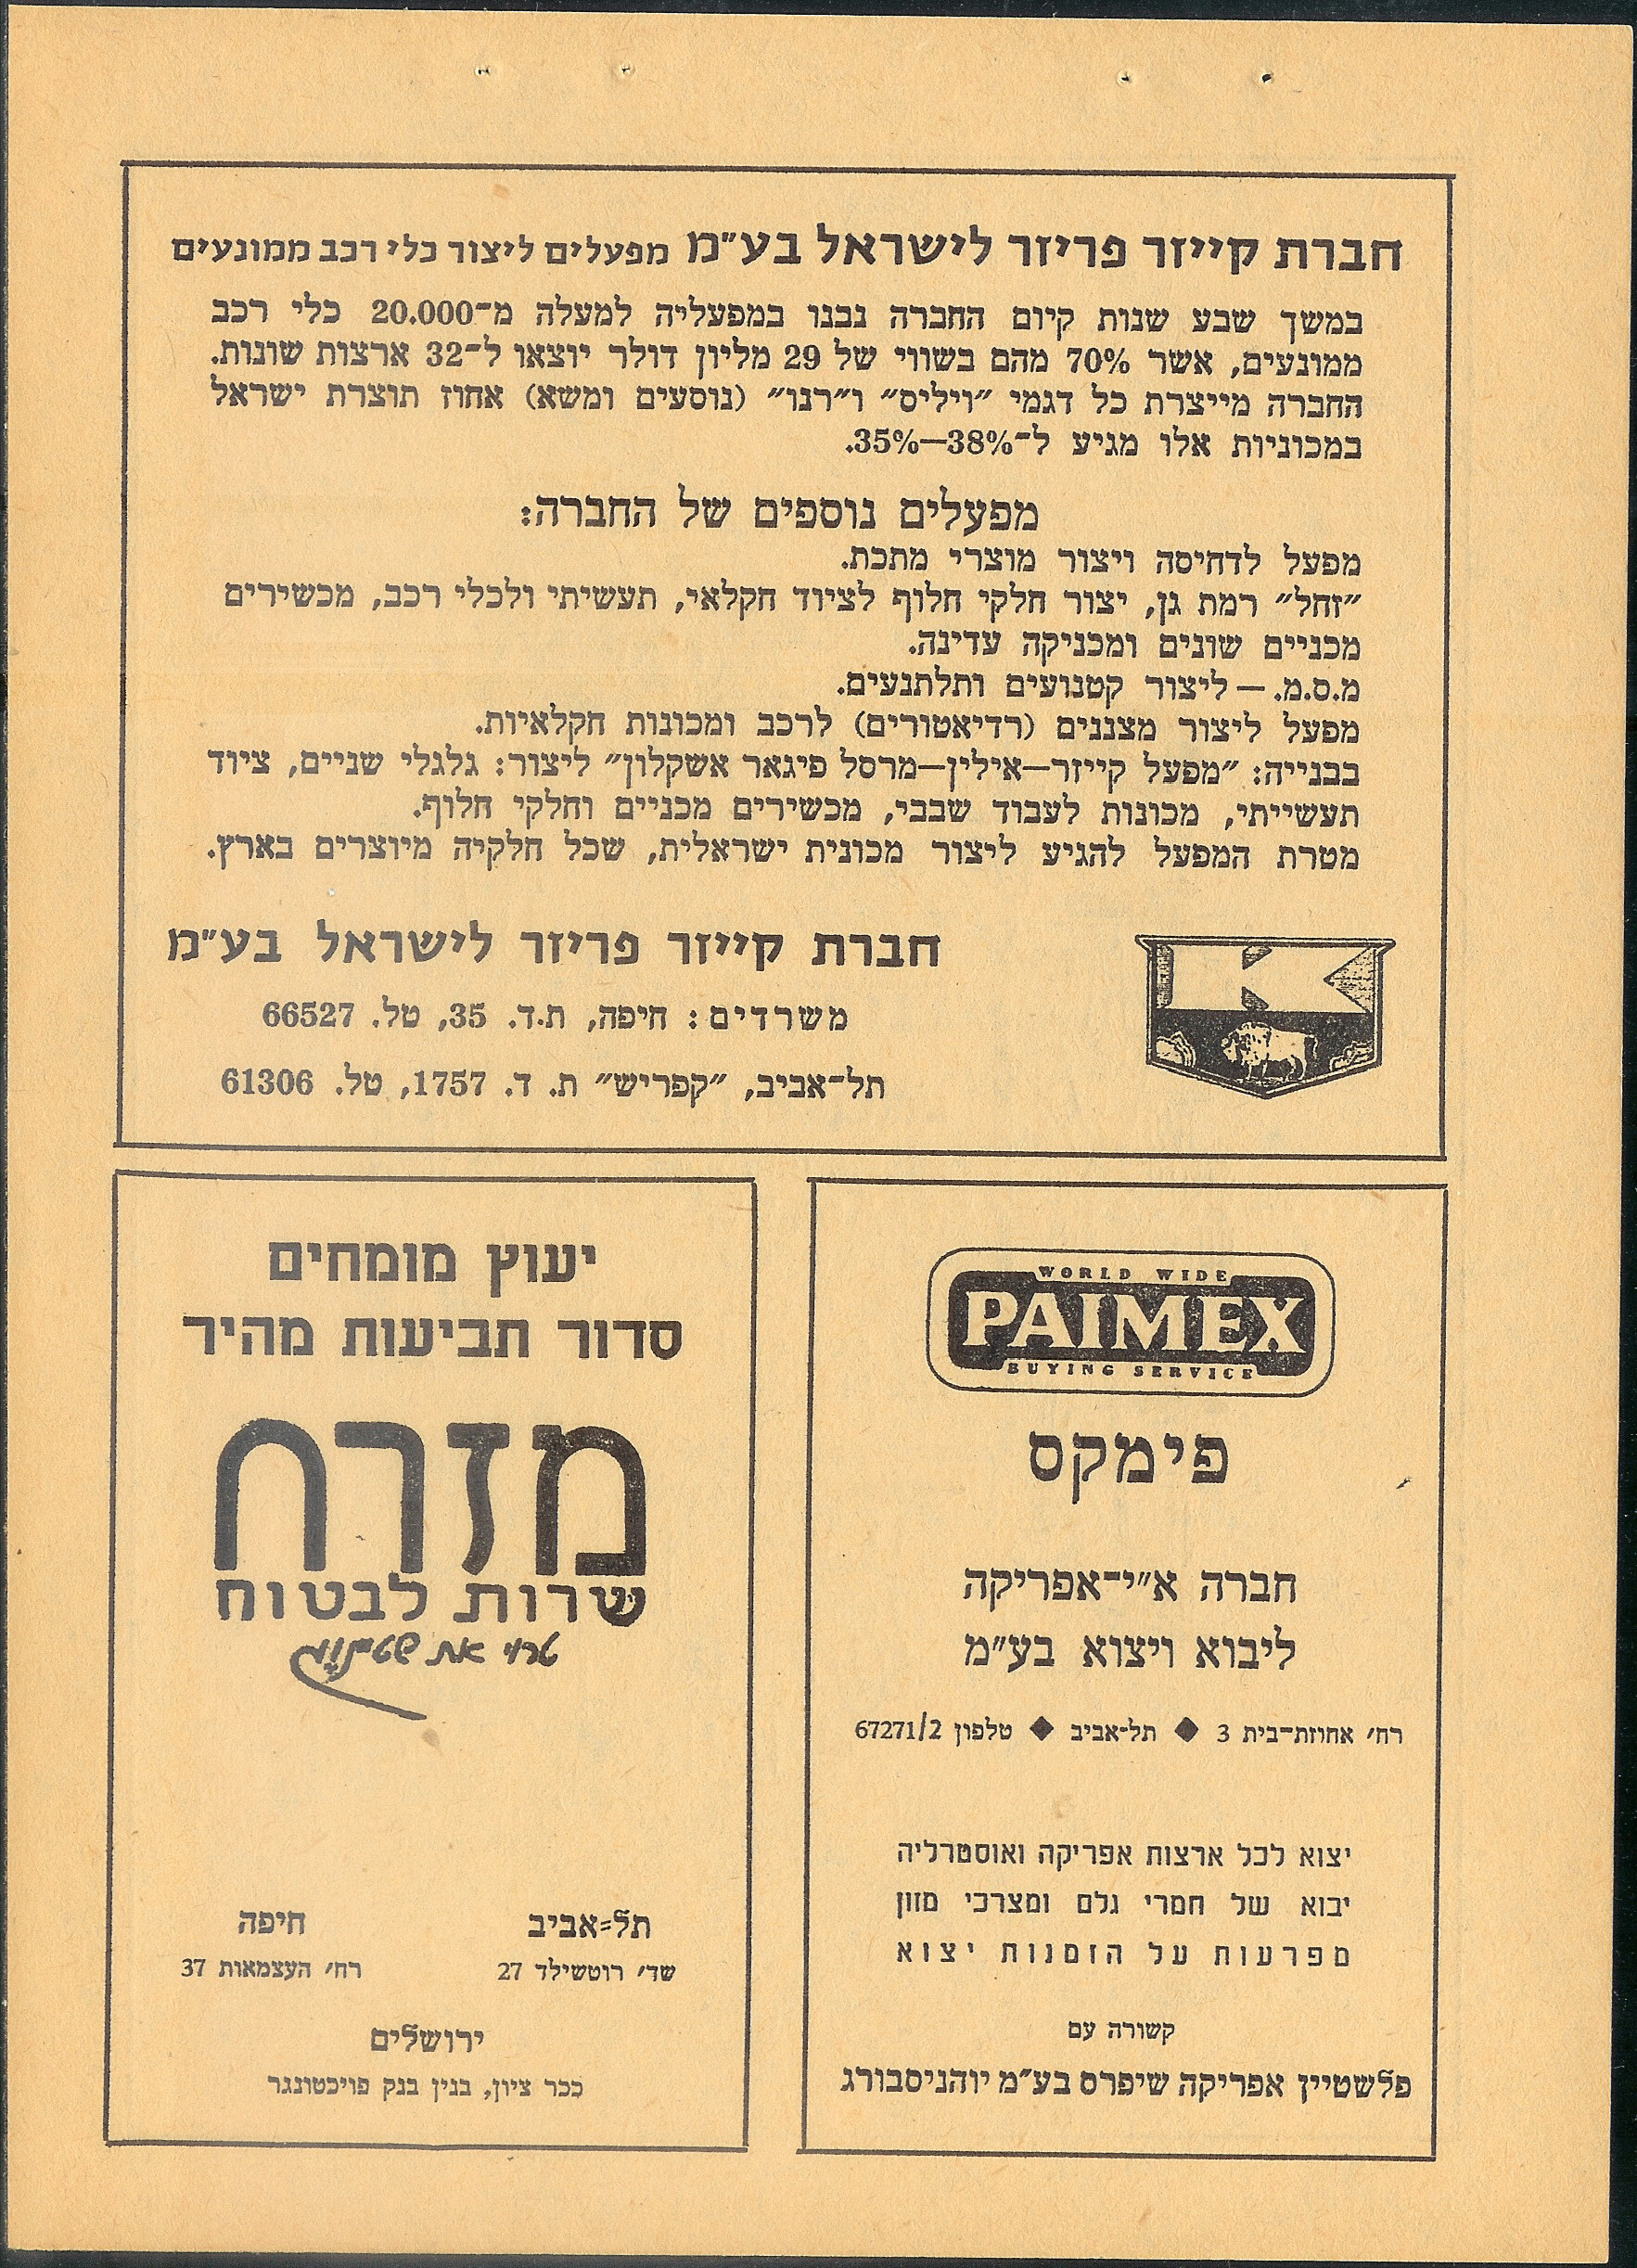 חברת קייזר פריזר לישראל בע״מ מפעלים ליצור כלי רכב ממונעים
במשך שבע שנות קיום החברה נבנו במפעליה למעלה מ־20.000 כלי רכב
ממונעים, אשר 70% מהם בשווי של 29 מליון דולר יוצאו ל־32 ארצות שונות.
החברה מייצרת כל דגמי ״ויליס״ ו״רנו״ (נוסעים ומשא) אחוז תוצרת ישראל
במכוניות אלו מגיע ל־38%—35%.
מפעלים נוספים של החברה:
מפעל לדחיסה ויצור מוצרי מתכת.
״זחל״ רמת גן, יצור חלקי חלוף לציוד חקלאי, תעשיתי ולכלי רכב, מכשירים
מכניים שונים ומכניקה עדינה.
מ.ס.מ. — ליצור קטנועים ותלתנעים.
מפעל ליצור מצננים (רדיאטורים) לרכב ומכונות חקלאיות.
בבנייה: ״מפעל קייזר—אילין—מרסל פיגאר אשקלון״ ליצור: גלגלי שניים, ציוד
תעשייתי, מכונות לעבוד שבבי, מכשירים מכניים וחלקי חלוף.
מטרת המפעל להגיע ליצור מכונית ישראלית, שכל חלקיה מיוצרים בארץ.
חברת קייזר פריזר לישראל בע״מ
משרדים: חיפה, ת.ד. 35, טל. 66527
תל־אביב, ״קפריש״ ת. ד. 1757, טל. 61306
WORLD WIDE
PAIMEX
BUYING SERVICE
פימקס
חברה א״י־אפריקה
ליבוא ויצוא בע״מ
רח׳ אחוזת־בית 3 ◆ תל־אביב ◆ טלפון 67271/2
יצוא לכל ארצות אפריקה ואוסטרליה
יבוא של חמרי גלם ומצרכי מזון
מפרעות על הזמנות יצוא
קשורה עם
פלשטיין אפריקה שיפרס בע״מ יוהניסבורג
יעוץ מומחים
סדור תביעות מהיר
מזרח
שרות לבטוח
תל=אביב
שד׳ רוטשילד 27
חיפה
רח׳ העצמאות 37
ירושלים
ככר ציון, בנין בנק פויכטונגר